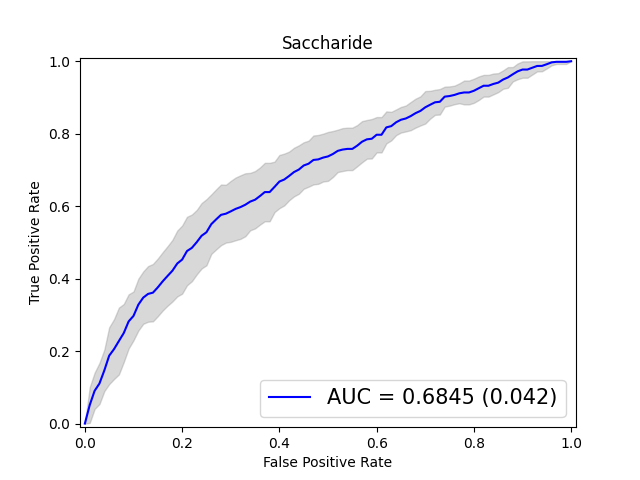 Saccharide
True Positive Rate
1.0
0.8
0.6
0.4
0.2
0.0
AUC = 0.6845 (0.042)
0.0 0.2 0.4 0.6 0.8 1.0
False Positive Rate